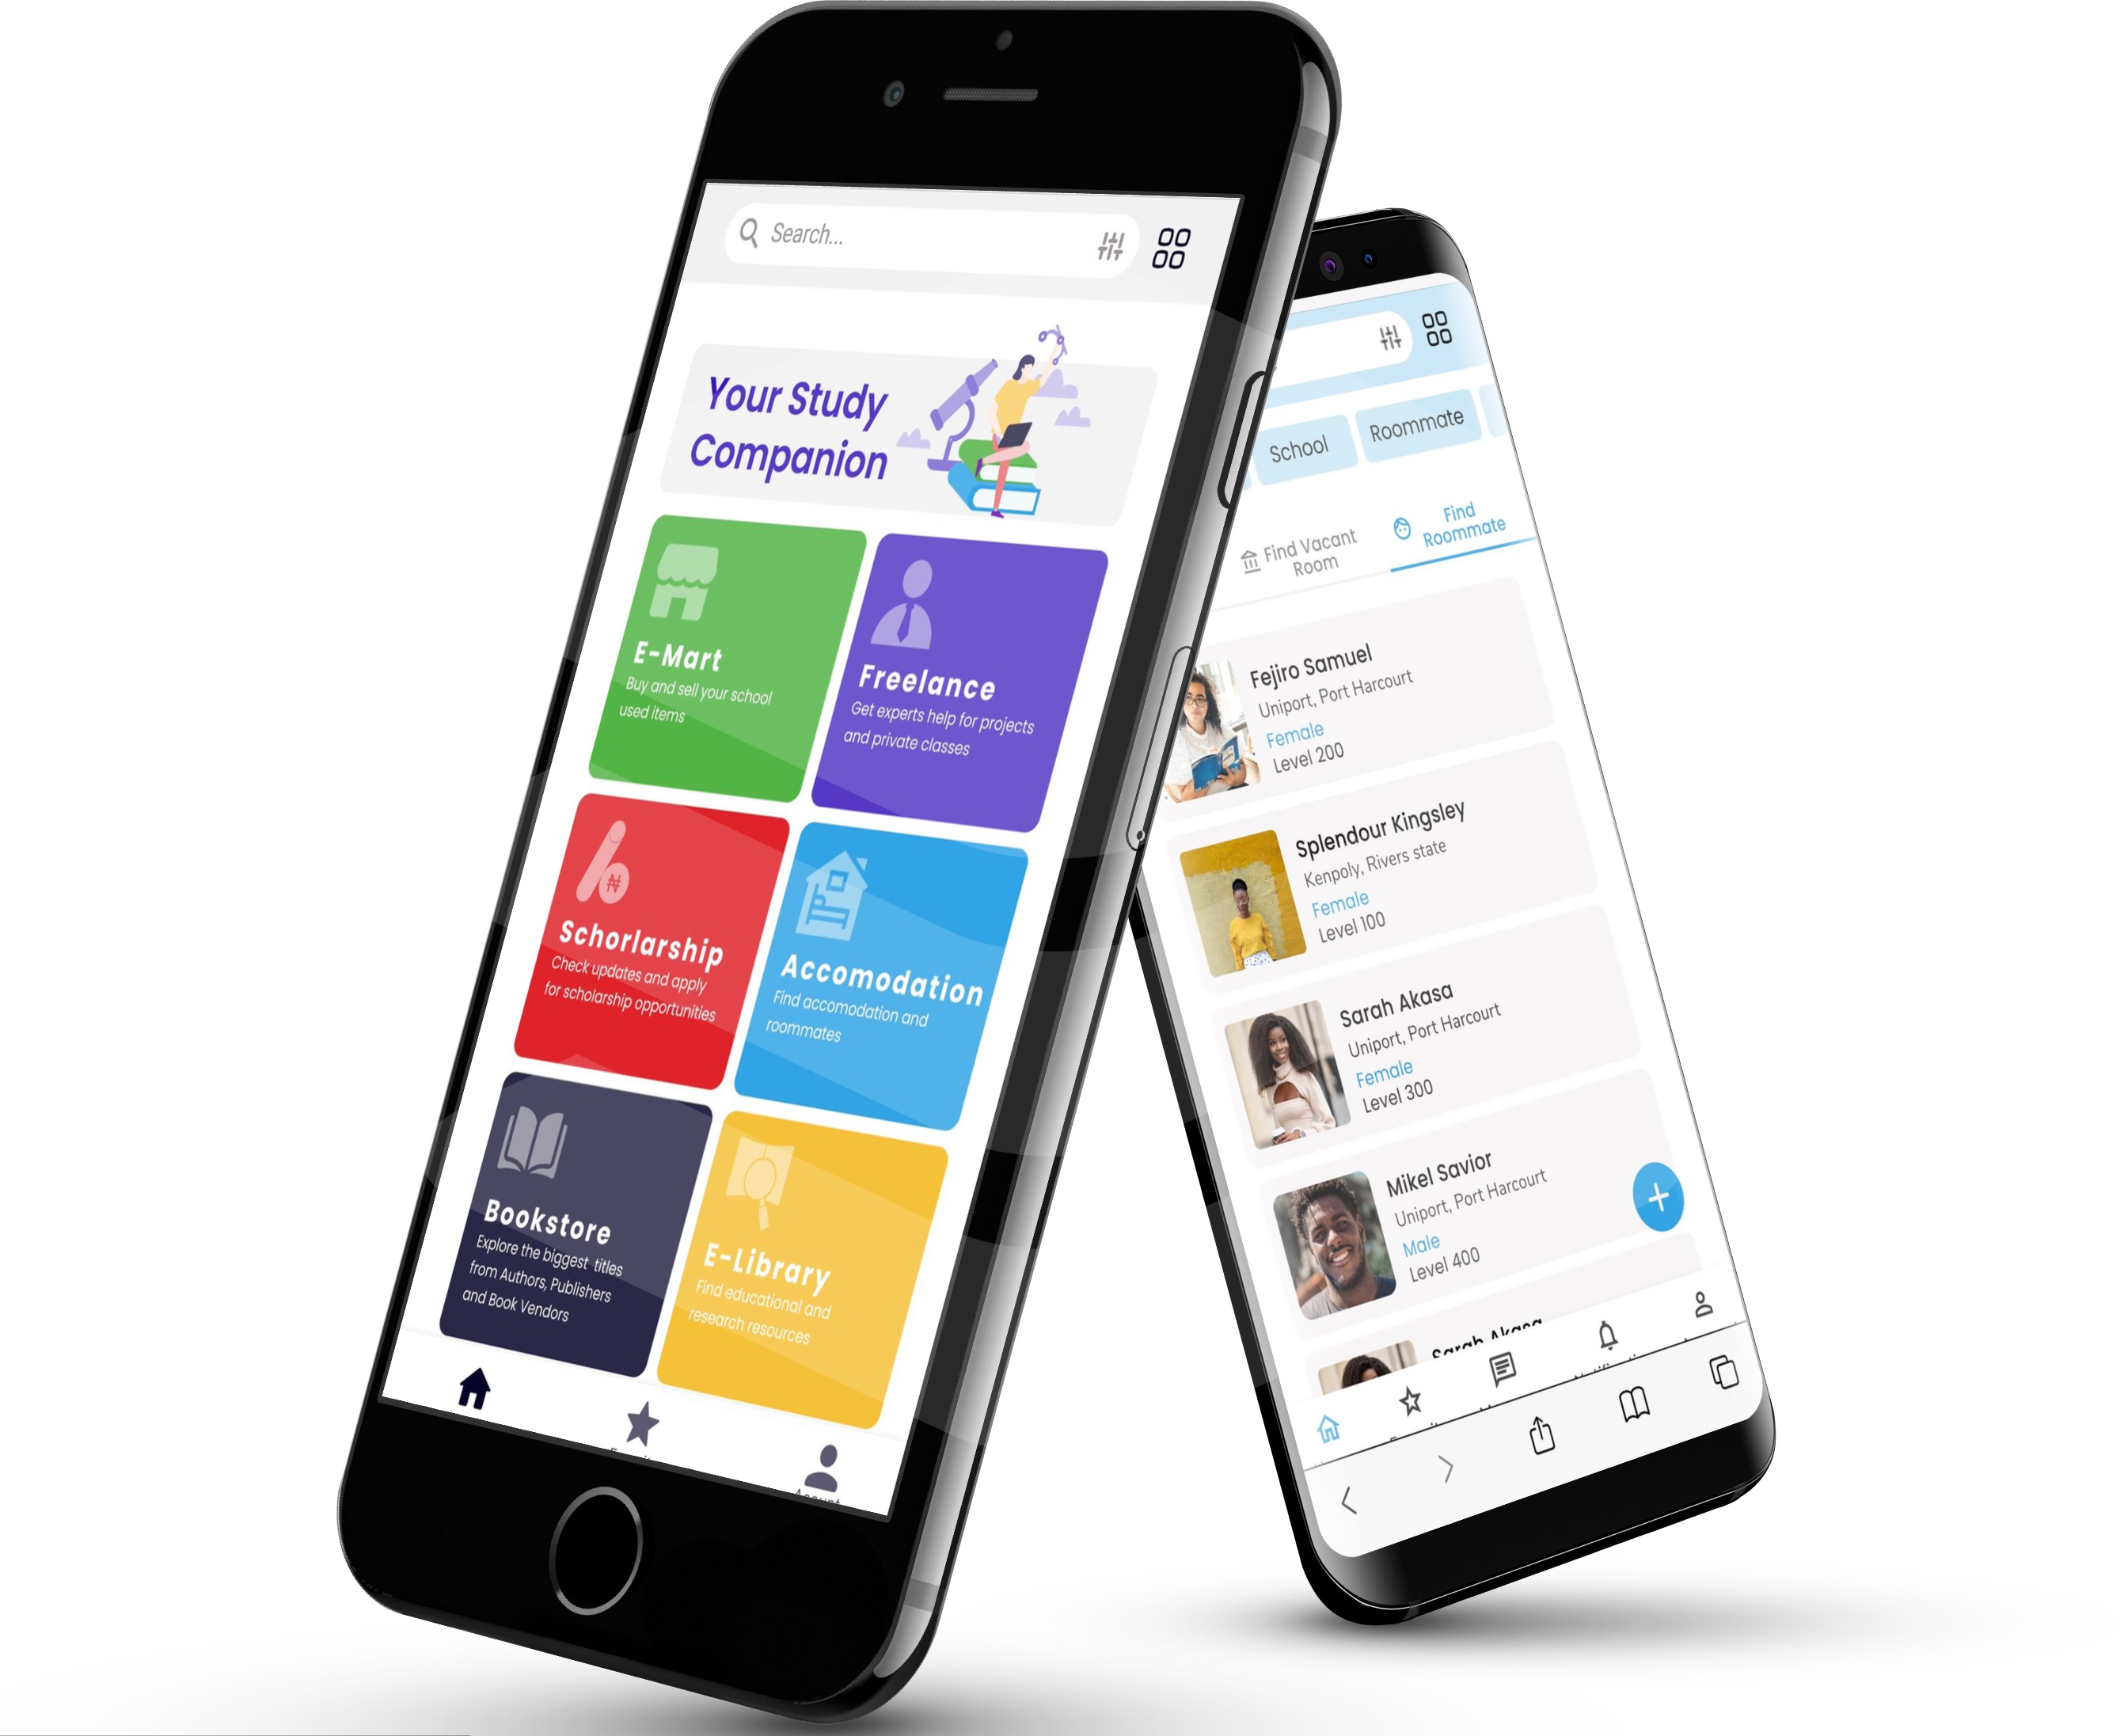 Search...
Your Study
Companion
E-Mart
Buy and sell your school
used items
Freelance
Get experts help for projects
and private classes
Schorlarship
Check updates and apply
for scholarship opportunities
Accomodation
Find accomodation and
roommates
Bookstore
Explore the biggest titles
from Authors, Publishers
and Book Vendors
E-Library
Find educational and
research resources
School
Roommate
Find Vacant
Room
Find
Roommate
Fejiro Samuel
Uniport, Port Harcourt
Female
Level 200
Splendour Kingsley
Kenpoly, Rivers state
Female
Level 100
Sarah Akasa
Uniport, Port Harcourt
Female
Level 300
Mikel Savior
Uniport, Port Harcourt
Male
Level 400
Sarah Akasa